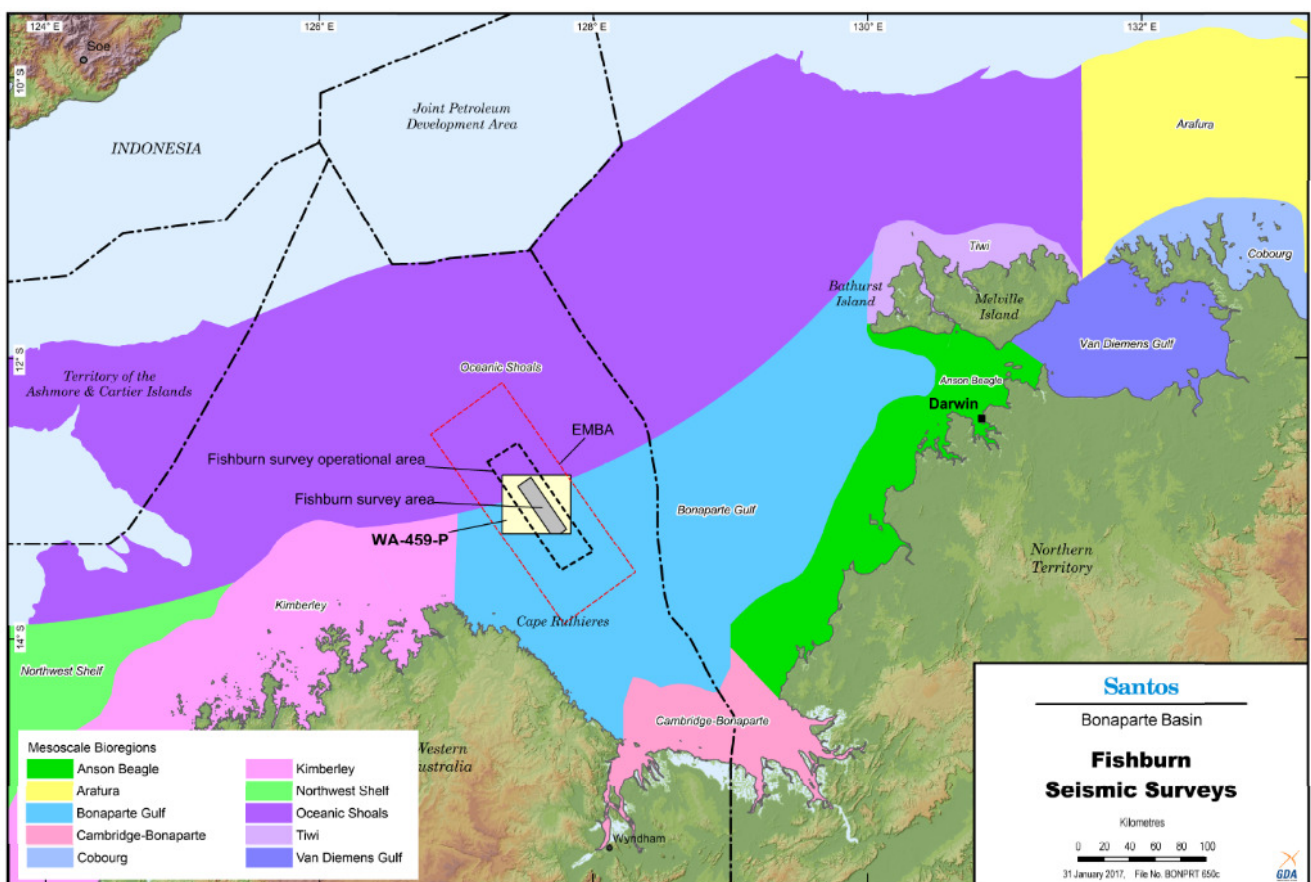 124° E
126° E
128° E
130° E
132° E
Soe
10° S
Joint Petroleum
Development Area
INDONESIA
Arafura
Tiwi
Cobourg
Bathurst
Island
Melville
Island
Van Diemens Gulf
12° S
Oceanic Shoals
Territory of the
Ashmore & Cartier Islands
Anson Beagle
Darwin
EMBA
Fishburn survey operational area
Fishburn survey area
Bonaparte Gulf
WA-459-P
Northern
Territory
Kimberley
Cape Ruthieres
14° S
Northwest Shelf
Cambridge-Bonaparte
Western
Australia
Wyndham
Mesoscale Bioregions
Anson Beagle
Arafura
Bonaparte Gulf
Cambridge-Bonaparte
Cobourg
Kimberley
Northwest Shelf
Oceanic Shoals
Tiwi
Van Diemens Gulf
Santos
Bonaparte Basin
Fishburn
Seismic Surveys
Kilometres
0 20 40 60 80 100
31 January 2017, File No. BONPRT 650c
GDA